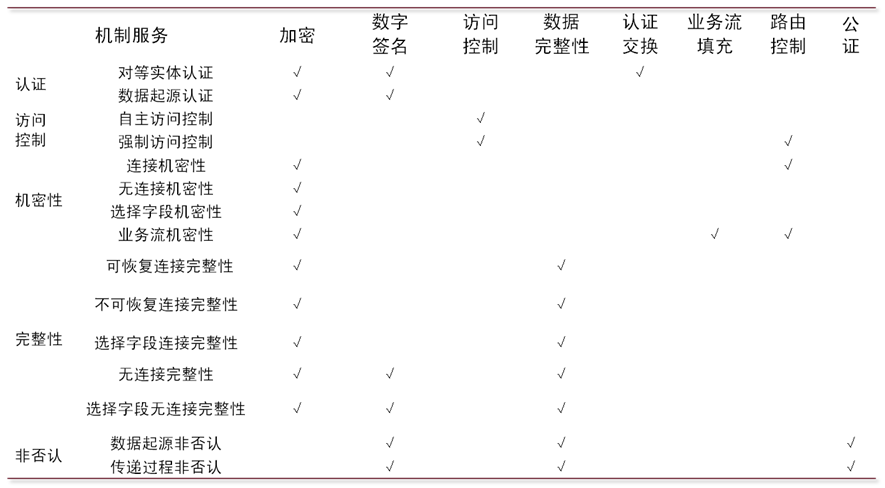 机制服务 加密 数字签名 访问控制 数据完整性 认证交换 业务流填充 路由控制 公证
认证 对等实体认证 √ √ √
数据起源认证 √ √
访问控制 自主访问控制 √
强制访问控制 √ √
连接机密性 √ √
机密性 无连接机密性 √
选择字段机密性 √
业务流机密性 √ √ √
可恢复连接完整性 √ √
不可恢复连接完整性 √ √
完整性 选择字段连接完整性 √ √
无连接完整性 √ √ √
选择字段无连接完整性 √ √ √
非否认 数据起源非否认 √ √ √
传递过程非否认 √ √ √